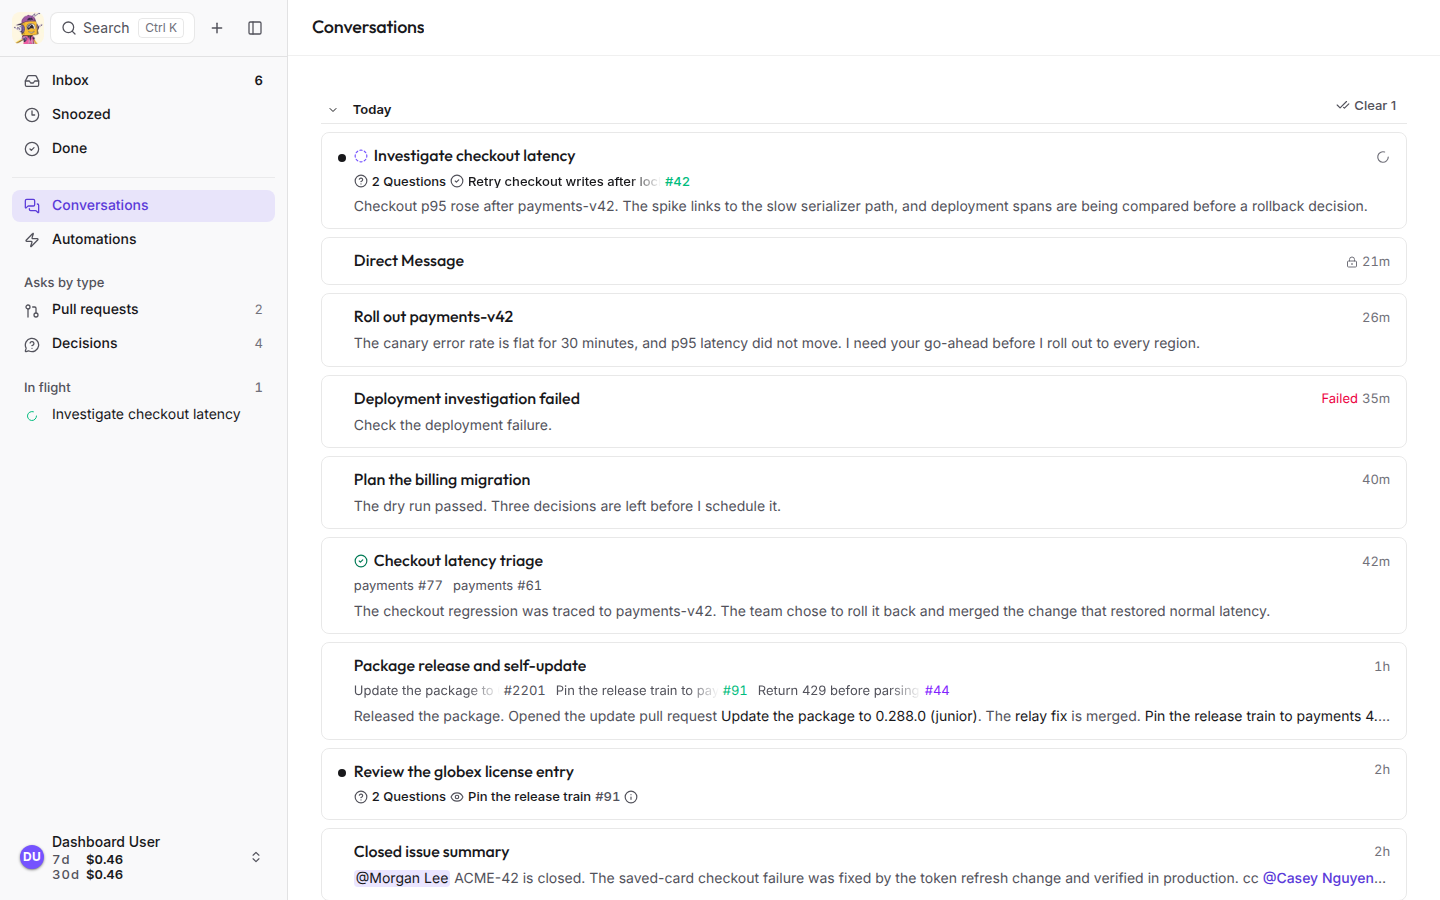 Search Ctrl K
Conversations
Inbox 6
Snoozed
Done
Conversations
Automations
Asks by type
Pull requests 2
Decisions 4
In flight 1
Investigate checkout latency
Dashboard User
DU
7d $0.46
30d $0.46
Today Clear 1
Investigate checkout latency
2 Questions Retry checkout writes after loc #42
Checkout p95 rose after payments-v42. The spike links to the slow serializer path, and deployment spans are being compared before a rollback decision.
Direct Message 21m
Roll out payments-v42 26m
The canary error rate is flat for 30 minutes, and p95 latency did not move. I need your go-ahead before I roll out to every region.
Deployment investigation failed Failed 35m
Check the deployment failure.
Plan the billing migration 40m
The dry run passed. Three decisions are left before I schedule it.
Checkout latency triage 42m
payments #77 payments #61
The checkout regression was traced to payments-v42. The team chose to roll it back and merged the change that restored normal latency.
Package release and self-update 1h
Update the package to #2201 Pin the release train to pay #91 Return 429 before parsing #44
Released the package. Opened the update pull request Update the package to 0.288.0 (junior). The relay fix is merged. Pin the release train to payments 4....
Review the globex license entry 2h
2 Questions Pin the release train #91
Closed issue summary 2h
@Morgan Lee ACME-42 is closed. The saved-card checkout failure was fixed by the token refresh change and verified in production. cc @Casey Nguyen...